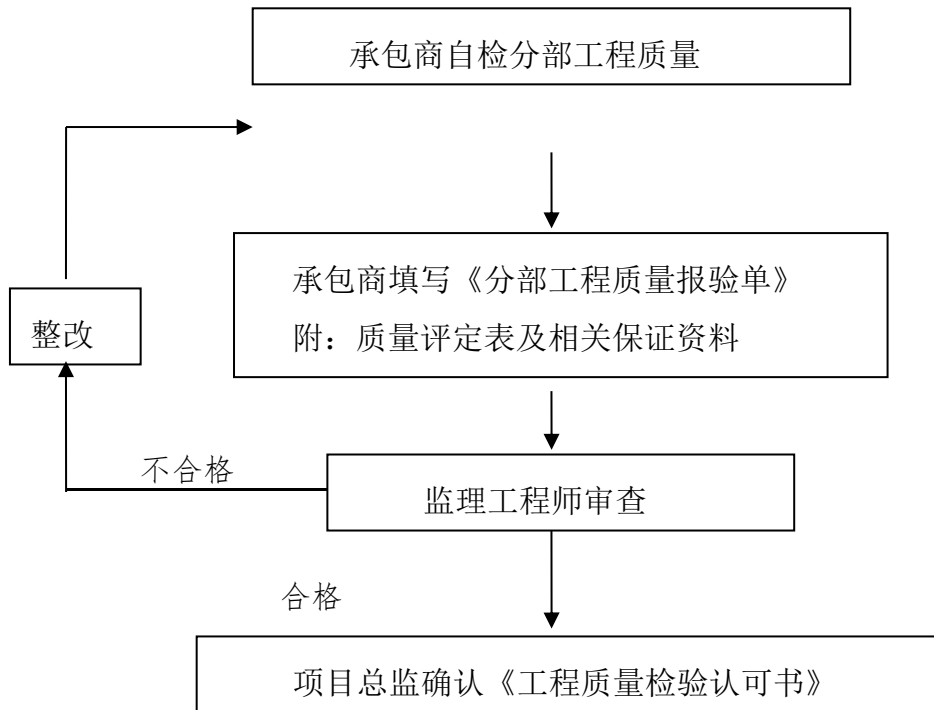 承包商自检分部工程质量
承包商填写《分部工程质量报验单》
附：质量评定表及相关保证资料
整改
不合格
监理工程师审查
合格
项目总监确认《工程质量检验认可书》